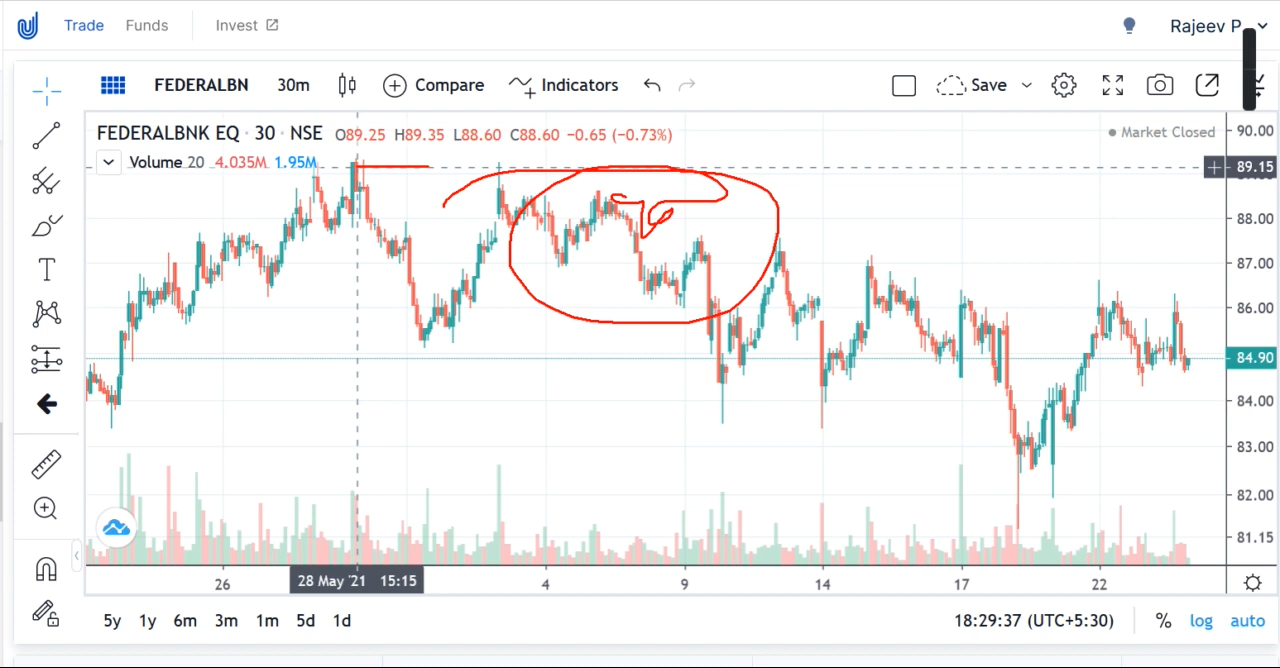 Trade Funds Invest Rajeev P
FEDERALBN 30m Compare Indicators Save
FEDERALBNK EQ · 30 · NSE O89.25 H89.35 L88.60 C88.60 −0.65 (−0.73%)
Market Closed
Volume 20 4.035M 1.95M
90.00
89.15
88.00
87.00
86.00
84.90
84.00
83.00
82.00
81.15
26 28 May '21 15:15 4 9 14 17 22
5y 1y 6m 3m 1m 5d 1d 18:29:37 (UTC+5:30) % log auto